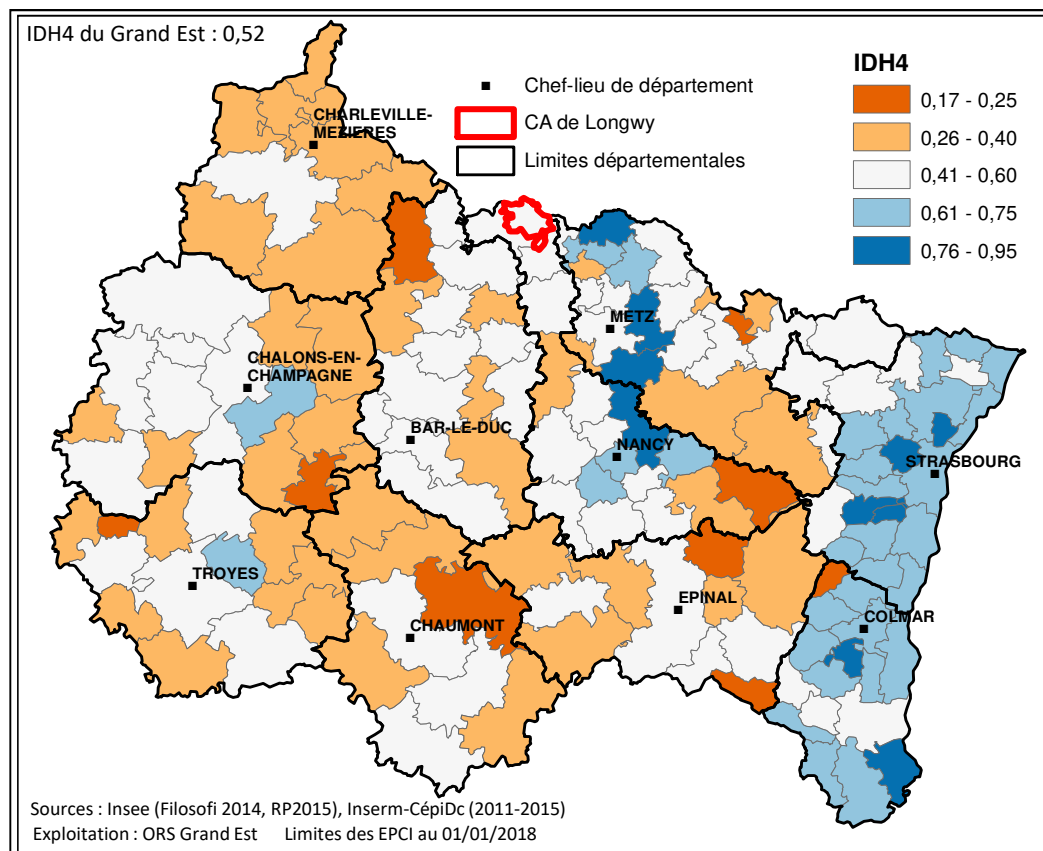 IDH4 du Grand Est : 0,52
IDH4
Chef-lieu de département
CA de Longwy
Limites départementales
0,17 - 0,25
0,26 - 0,40
0,41 - 0,60
0,61 - 0,75
0,76 - 0,95
CHARLEVILLE-
MEZIERES
METZ
CHALONS-EN-
CHAMPAGNE
BAR-LE-DUC
NANCY
STRASBOURG
TROYES
EPINAL
CHAUMONT
COLMAR
Sources : Insee (Filosofi 2014, RP2015), Inserm-CépiDc (2011-2015)
Exploitation : ORS Grand Est Limites des EPCI au 01/01/2018